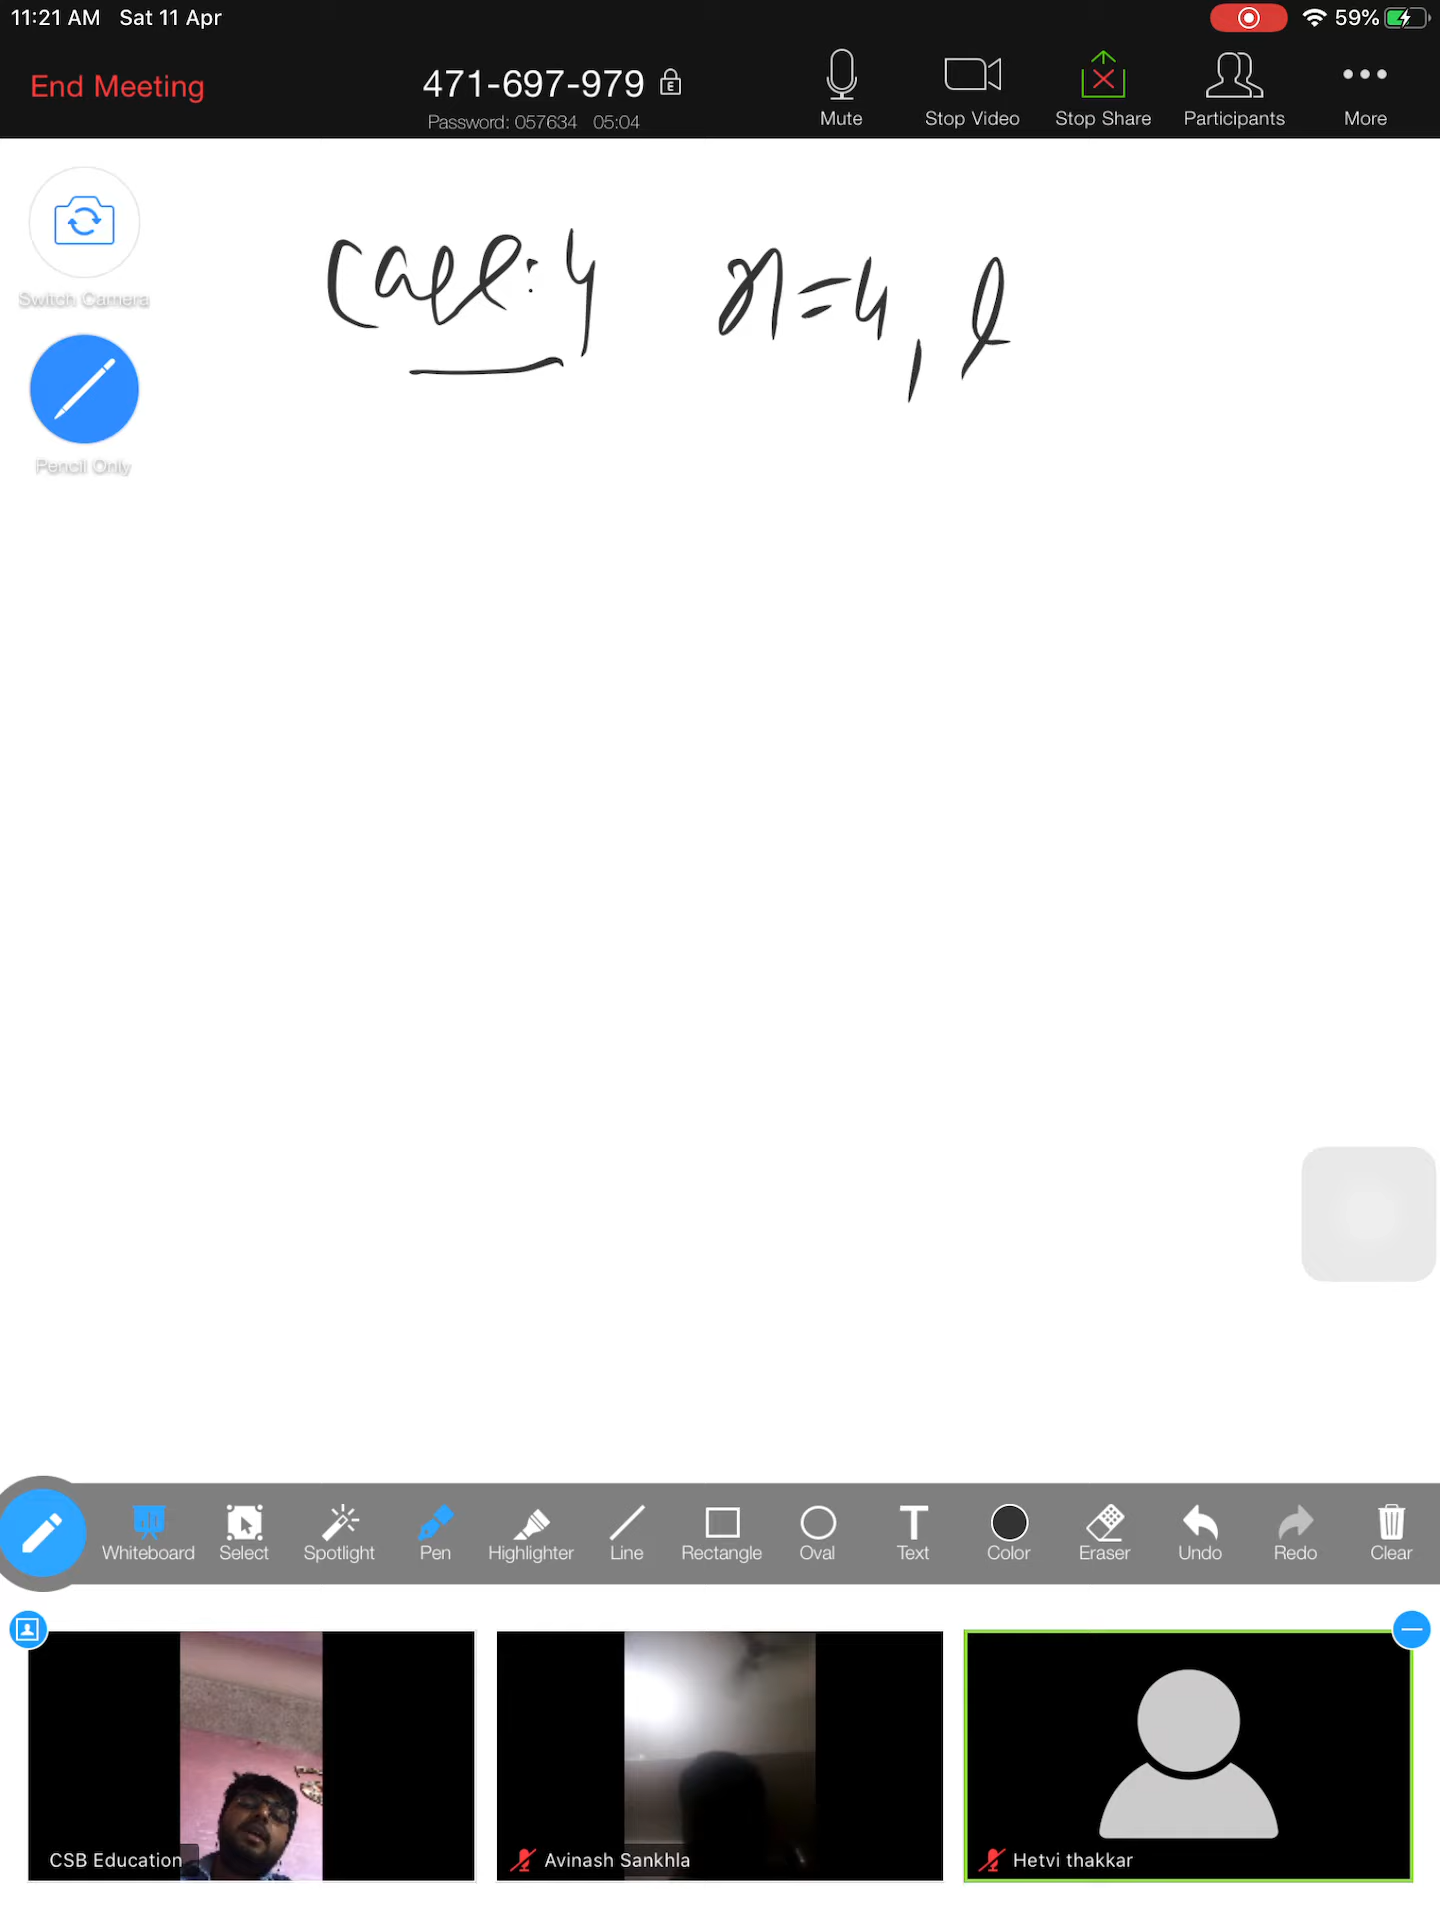 11:21 AM Sat 11 Apr 59%
End Meeting
471-697-979
Password: 057634 05:04
Mute Stop Video Stop Share Participants More
Switch Camera
Pencil Only
Case: 4 n=4, l
Whiteboard Select Spotlight Pen Highlighter Line Rectangle Oval Text Color Eraser Undo Redo Clear
CSB Education Avinash Sankhla Hetvi thakkar